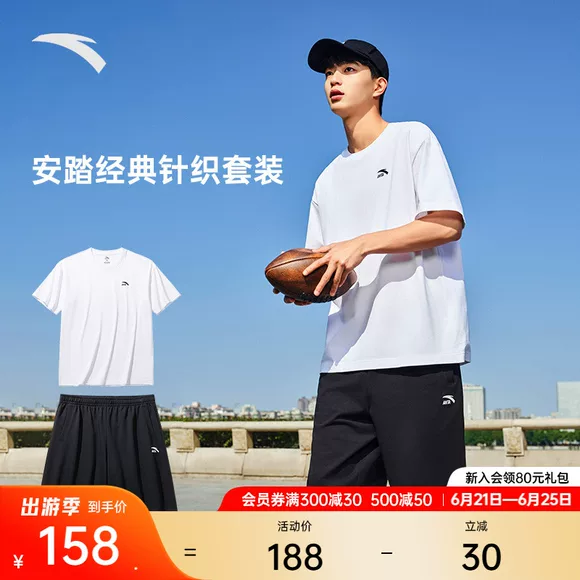 安踏经典针织套装
新入会领80元礼包
会员券满300减30 500减50 6月21日—6月25日
出游季 到手价
¥158
=
活动价
188
-
立减
30